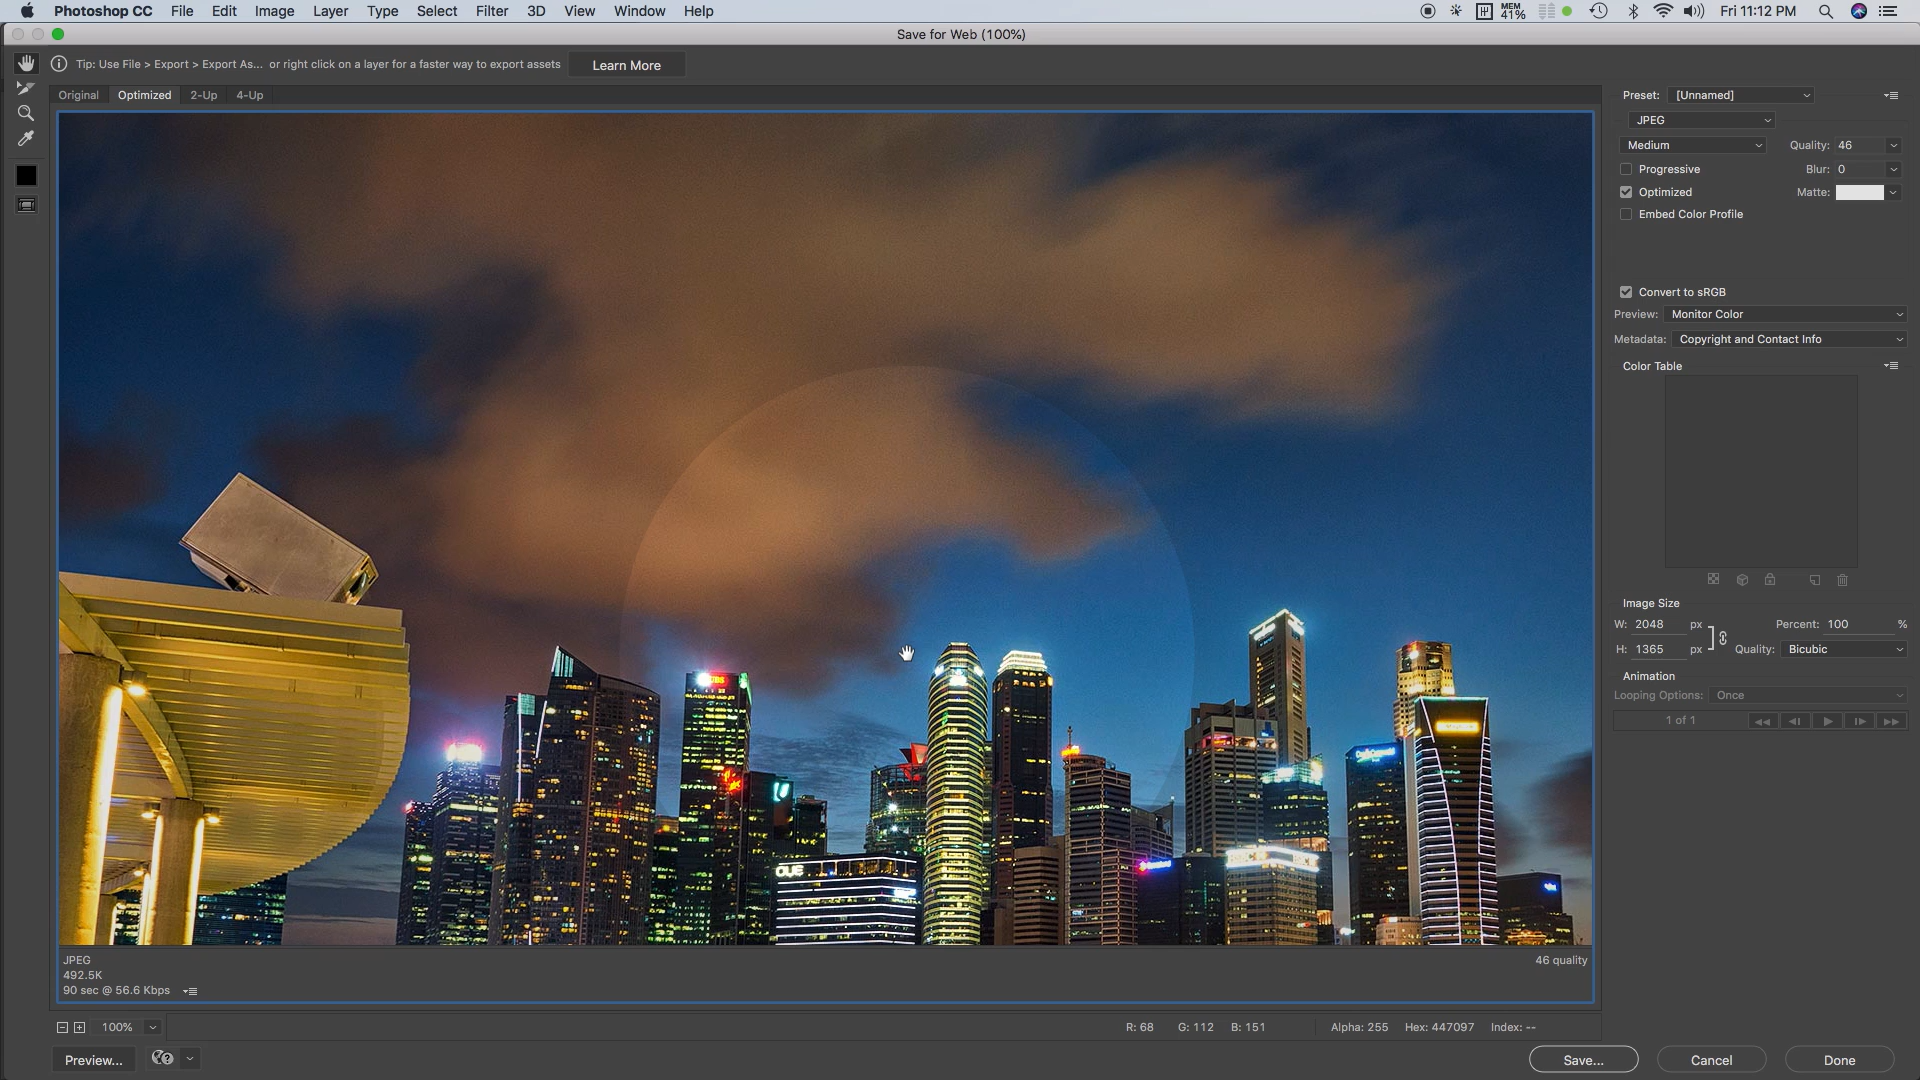 Photoshop CC File Edit Image Layer Type Select Filter 3D View Window Help MEM 41% Fri 11:12 PM
Save for Web (100%)
Tip: Use File > Export > Export As... or right click on a layer for a faster way to export assets Learn More
Original Optimized 2-Up 4-Up
Preset: [Unnamed]
JPEG
Medium Quality: 46
Progressive Blur: 0
Optimized Matte:
Embed Color Profile
Convert to sRGB
Preview: Monitor Color
Metadata: Copyright and Contact Info
Color Table
Image Size
W: 2048 px Percent: 100 %
H: 1365 px Quality: Bicubic
Animation
Looping Options: Once
1 of 1
UBS
OUE
JPEG
492.5K
90 sec @ 56.6 Kbps
46 quality
100%
R: 68 G: 112 B: 151 Alpha: 255 Hex: 447097 Index: --
Preview...
Save... Cancel Done